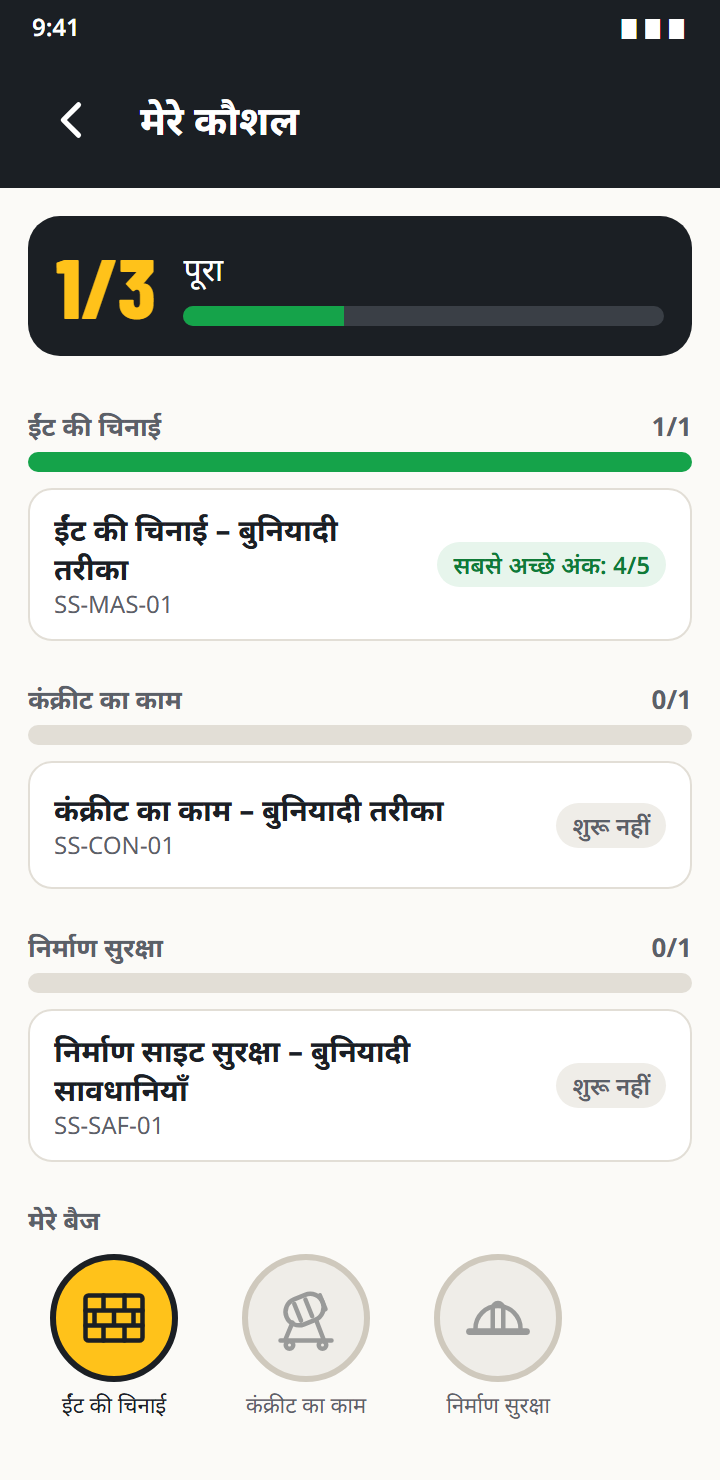 9:41
मेरे कौशल
1/3
पूरा
ईंट की चिनाई 1/1
ईंट की चिनाई – बुनियादी
तरीका
SS-MAS-01
सबसे अच्छे अंक: 4/5
कंक्रीट का काम 0/1
कंक्रीट का काम – बुनियादी तरीका
SS-CON-01
शुरू नहीं
निर्माण सुरक्षा 0/1
निर्माण साइट सुरक्षा – बुनियादी
सावधानियाँ
SS-SAF-01
शुरू नहीं
मेरे बैज
ईंट की चिनाई
कंक्रीट का काम
निर्माण सुरक्षा